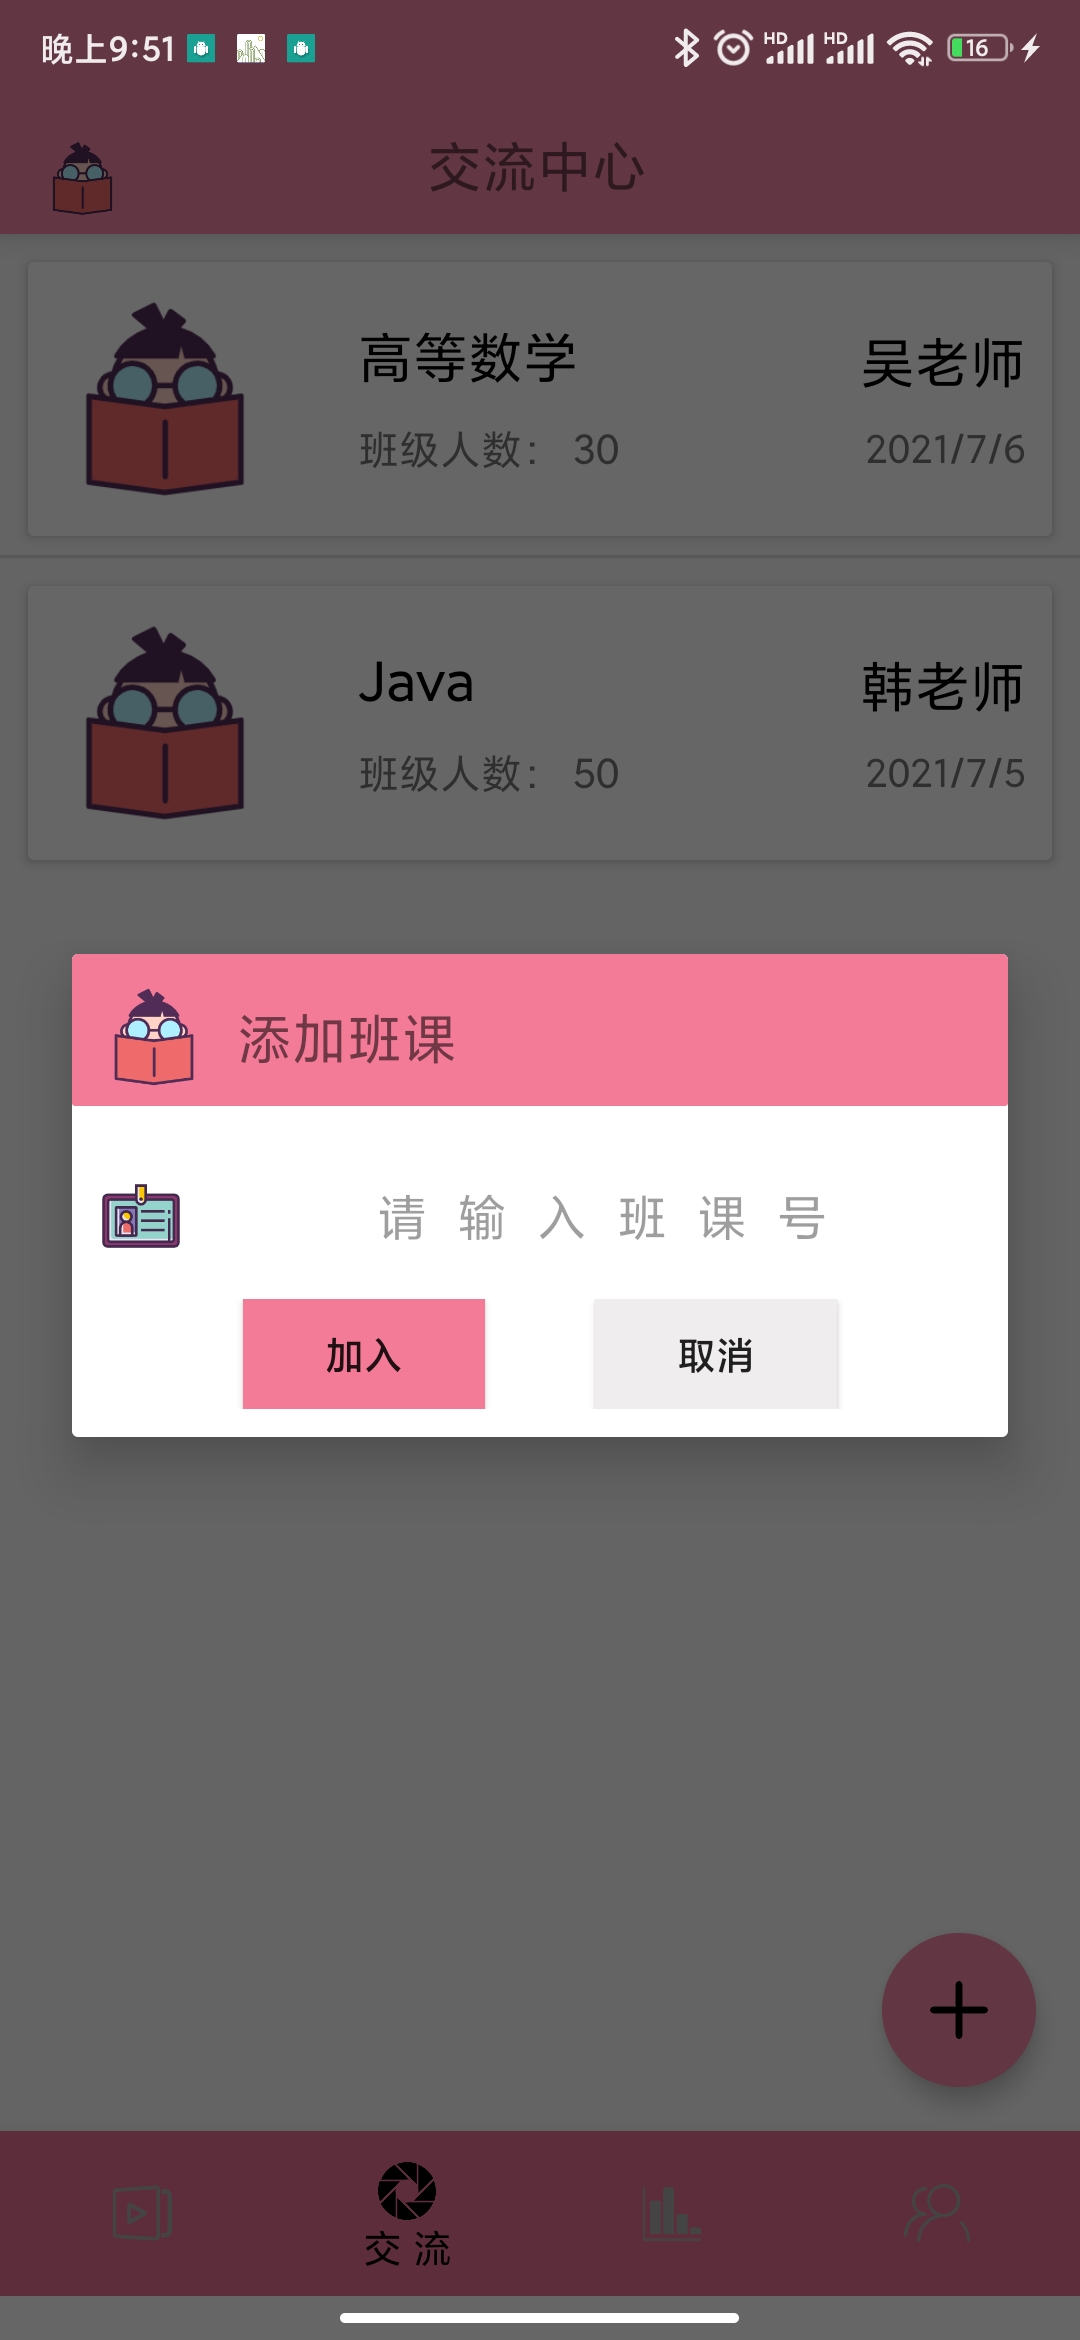 晚上9:51 HD HD 16
交流中心
高等数学 吴老师
班级人数： 30 2021/7/6
Java 韩老师
班级人数： 50 2021/7/5
添加班课
请输入班课号
加入 取消
交流